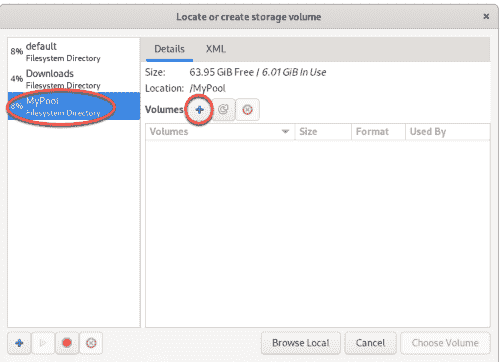 Locate or create storage volume
8% default
Filesystem Directory
4% Downloads
Filesystem Directory
8% MyPool
Filesystem Directory
Details XML
Size: 63.95 GiB Free / 6.01 GiB In Use
Location: /MyPool
Volumes
Volumes Size Format Used By
Browse Local Cancel Choose Volume